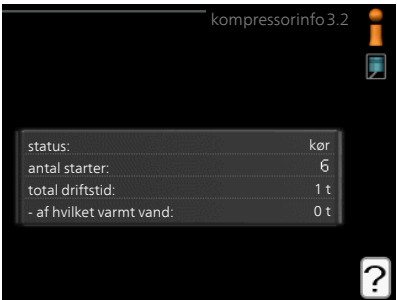 kompressorinfo 3.2
status: kør
antal starter: 6
total driftstid: 1 t
- af hvilket varmt vand: 0 t
?